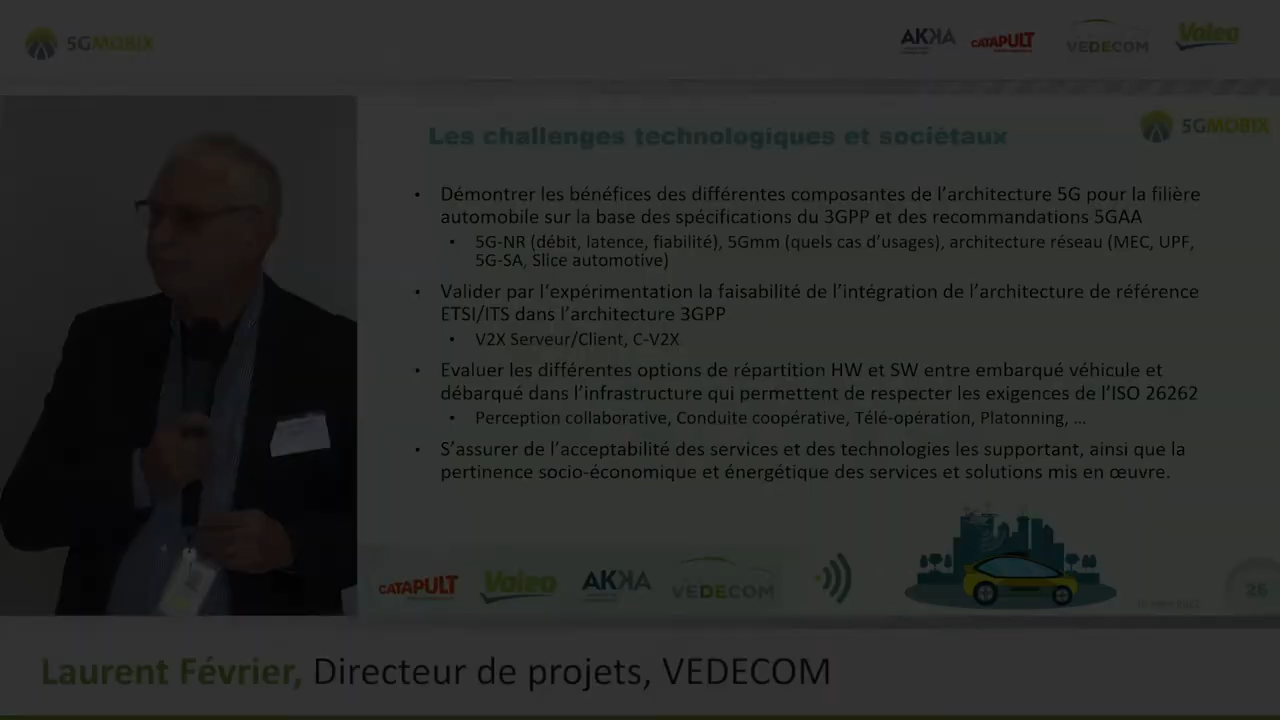 5GMOBIX
AKKA
CATAPULT
VEDECOM
Valeo
Les challenges technologiques et sociétaux
5GMOBIX
• Démontrer les bénéfices des différentes composantes de l'architecture 5G pour la filière
automobile sur la base des spécifications du 3GPP et des recommandations 5GAA
• 5G-NR (débit, latence, fiabilité), 5Gmm (quels cas d'usages), architecture réseau (MEC, UPF,
5G-SA, Slice automotive)
• Valider par l'expérimentation la faisabilité de l'intégration de l'architecture de référence
ETSI/ITS dans l'architecture 3GPP
• V2X Serveur/Client, C-V2X
• Evaluer les différentes options de répartition HW et SW entre embarqué véhicule et
débarqué dans l'infrastructure qui permettent de respecter les exigences de l'ISO 26262
• Perception collaborative, Conduite coopérative, Télé-opération, Platonning, ...
• S'assurer de l'acceptabilité des services et des technologies les supportant, ainsi que la
pertinence socio-économique et énergétique des services et solutions mis en œuvre.
CATAPULT
Valeo
AKKA
VEDECOM
26
Laurent Février, Directeur de projets, VEDECOM